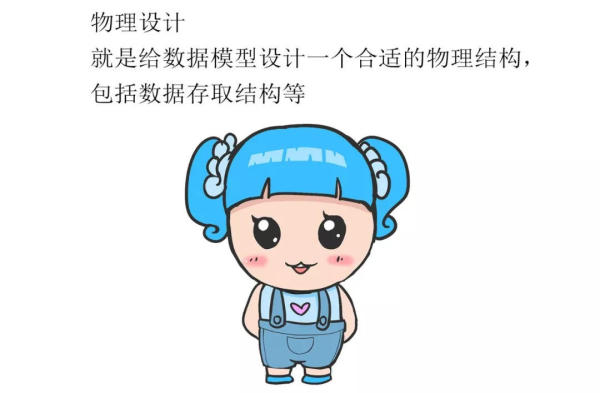 物理设计
就是给数据模型设计一个合适的物理结构，
包括数据存取结构等